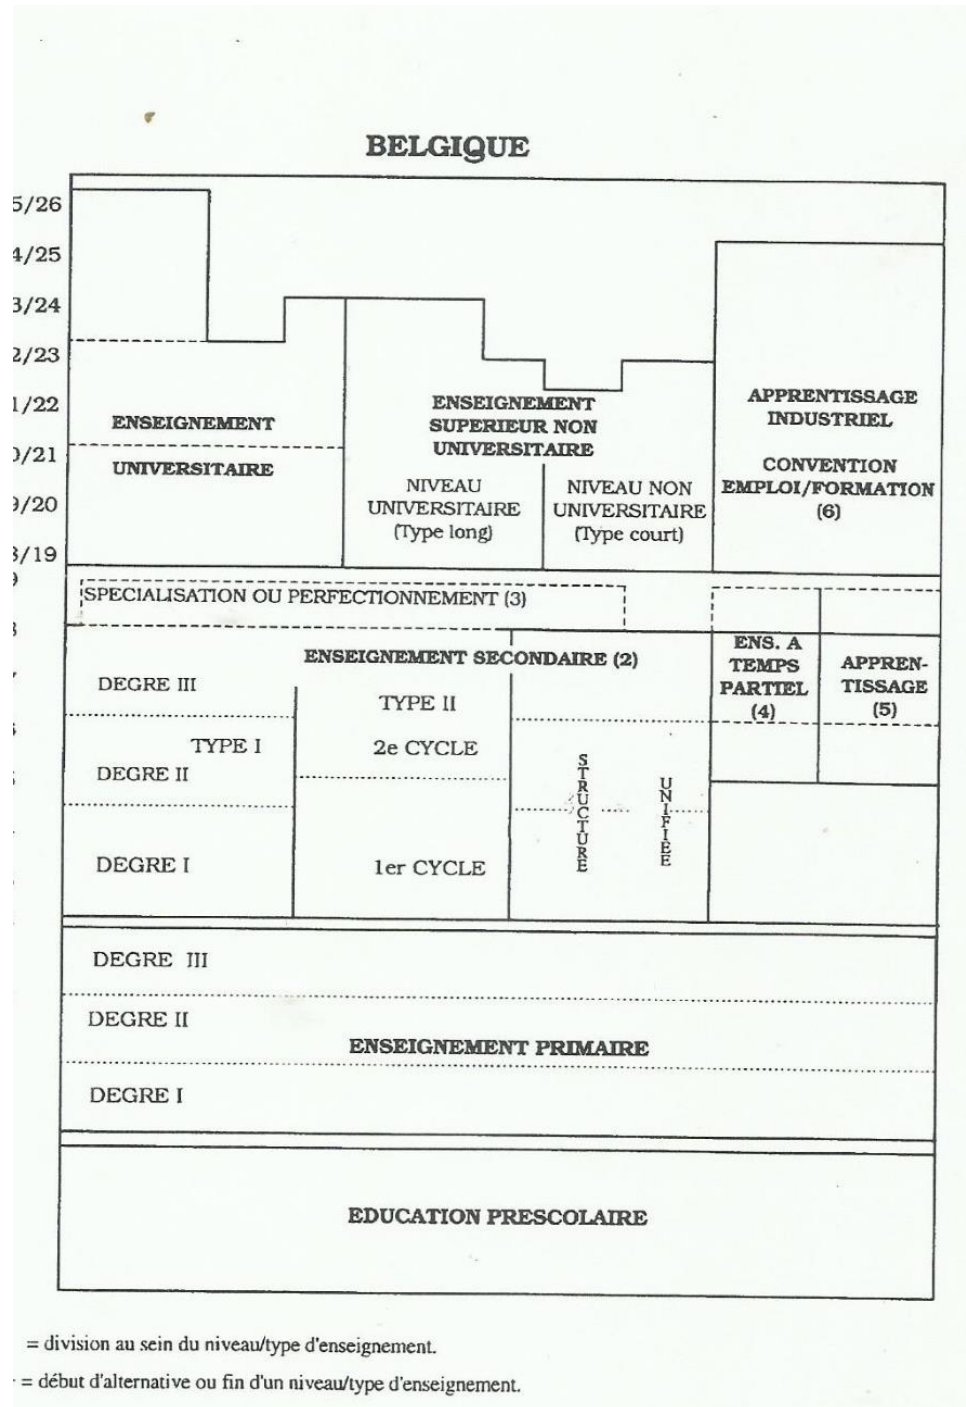 BELGIQUE
5/26
4/25
3/24
2/23
1/22
0/21
9/20
8/19
9
8
7
ENSEIGNEMENT
UNIVERSITAIRE
ENSEIGNEMENT
SUPERIEUR NON
UNIVERSITAIRE
NIVEAU
UNIVERSITAIRE
(Type long)
NIVEAU NON
UNIVERSITAIRE
(Type court)
APPRENTISSAGE
INDUSTRIEL
CONVENTION
EMPLOI/FORMATION
(6)
SPECIALISATION OU PERFECTIONNEMENT (3)
ENSEIGNEMENT SECONDAIRE (2)
DEGRE III
TYPE I
DEGRE II
DEGRE I
TYPE II
2e CYCLE
1er CYCLE
STRUCTURE
UNIFIÉE
ENS. A
TEMPS
PARTIEL
(4)
APPREN-
TISSAGE
(5)
DEGRE III
DEGRE II
ENSEIGNEMENT PRIMAIRE
DEGRE I
EDUCATION PRESCOLAIRE
= division au sein du niveau/type d'enseignement.
= début d'alternative ou fin d'un niveau/type d'enseignement.